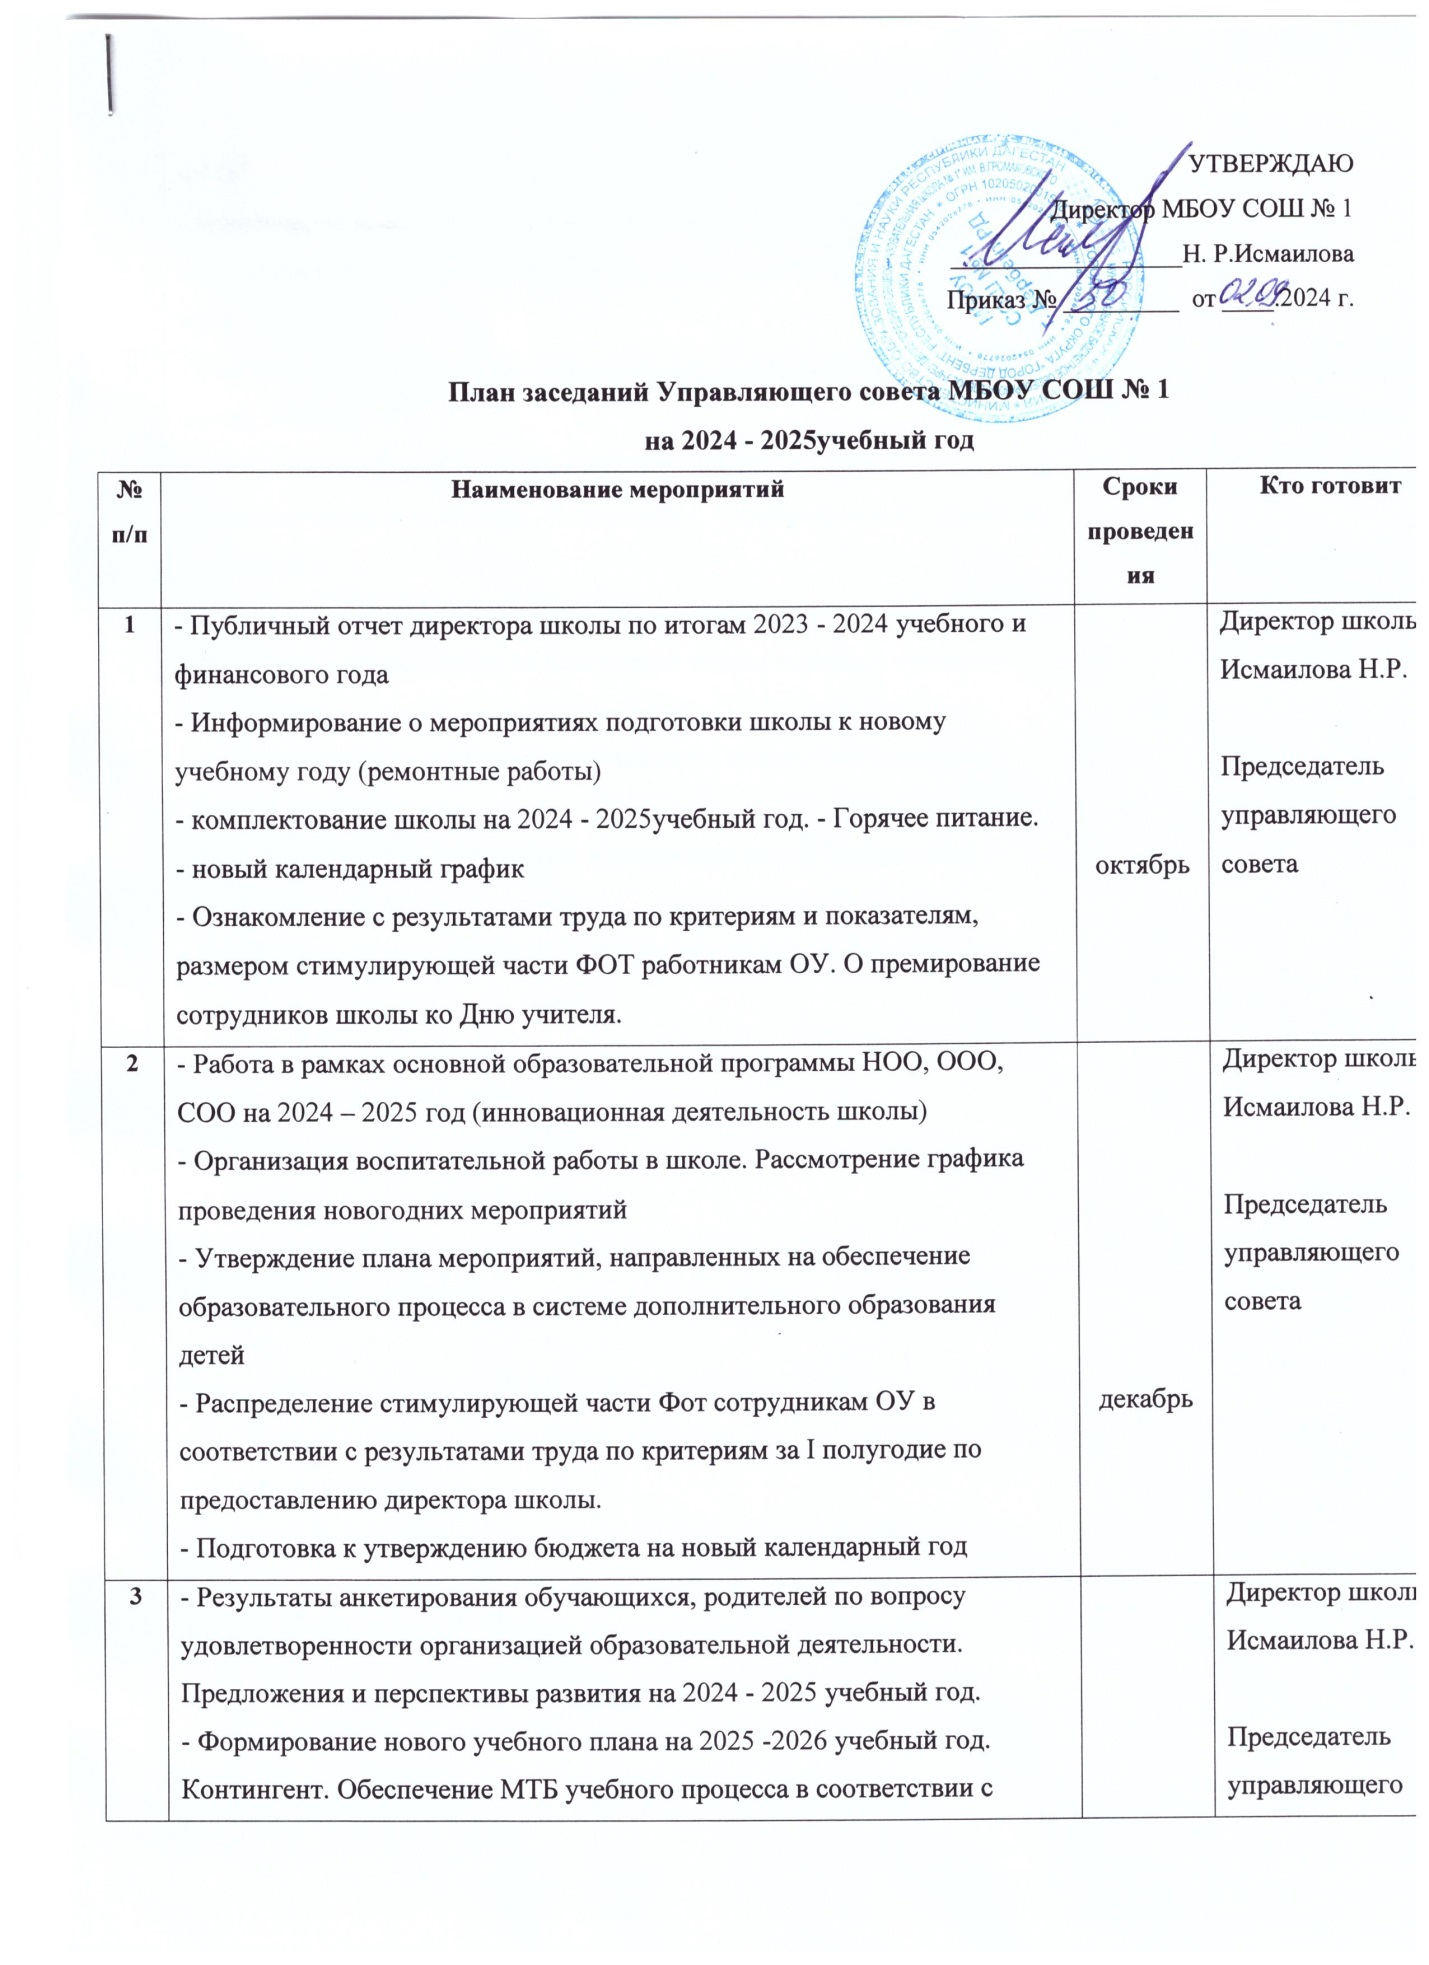 УТВЕРЖДАЮ
Директор МБОУ СОШ № 1
Н. Р.Исмаилова
Приказ № 50 от 02.09.2024 г.
План заседаний Управляющего совета МБОУ СОШ № 1
на 2024 - 2025учебный год
№ п/п
Наименование мероприятий
Сроки
проведен
ия
Кто готовит
1
- Публичный отчет директора школы по итогам 2023 - 2024 учебного и
финансового года
- Информирование о мероприятиях подготовки школы к новому
учебному году (ремонтные работы)
- комплектование школы на 2024 - 2025учебный год. - Горячее питание.
- новый календарный график
- Ознакомление с результатами труда по критериям и показателям,
размером стимулирующей части ФОТ работникам ОУ. О премирование
сотрудников школы ко Дню учителя.
октябрь
Директор школь
Исмаилова Н.Р.
Председатель
управляющего
совета
2
- Работа в рамках основной образовательной программы НОО, ООО,
СОО на 2024 – 2025 год (инновационная деятельность школы)
- Организация воспитательной работы в школе. Рассмотрение графика
проведения новогодних мероприятий
- Утверждение плана мероприятий, направленных на обеспечение
образовательного процесса в системе дополнительного образования
детей
- Распределение стимулирующей части Фот сотрудникам ОУ в
соответствии с результатами труда по критериям за I полугодие по
предоставлению директора школы.
- Подготовка к утверждению бюджета на новый календарный год
декабрь
Директор школь
Исмаилова Н.Р.
Председатель
управляющего
совета
3
- Результаты анкетирования обучающихся, родителей по вопросу
удовлетворенности организацией образовательной деятельности.
Предложения и перспективы развития на 2024 - 2025 учебный год.
- Формирование нового учебного плана на 2025 -2026 учебный год.
Контингент. Обеспечение МТБ учебного процесса в соответствии с
Директор школ
Исмаилова Н.Р.
Председатель
управляющего